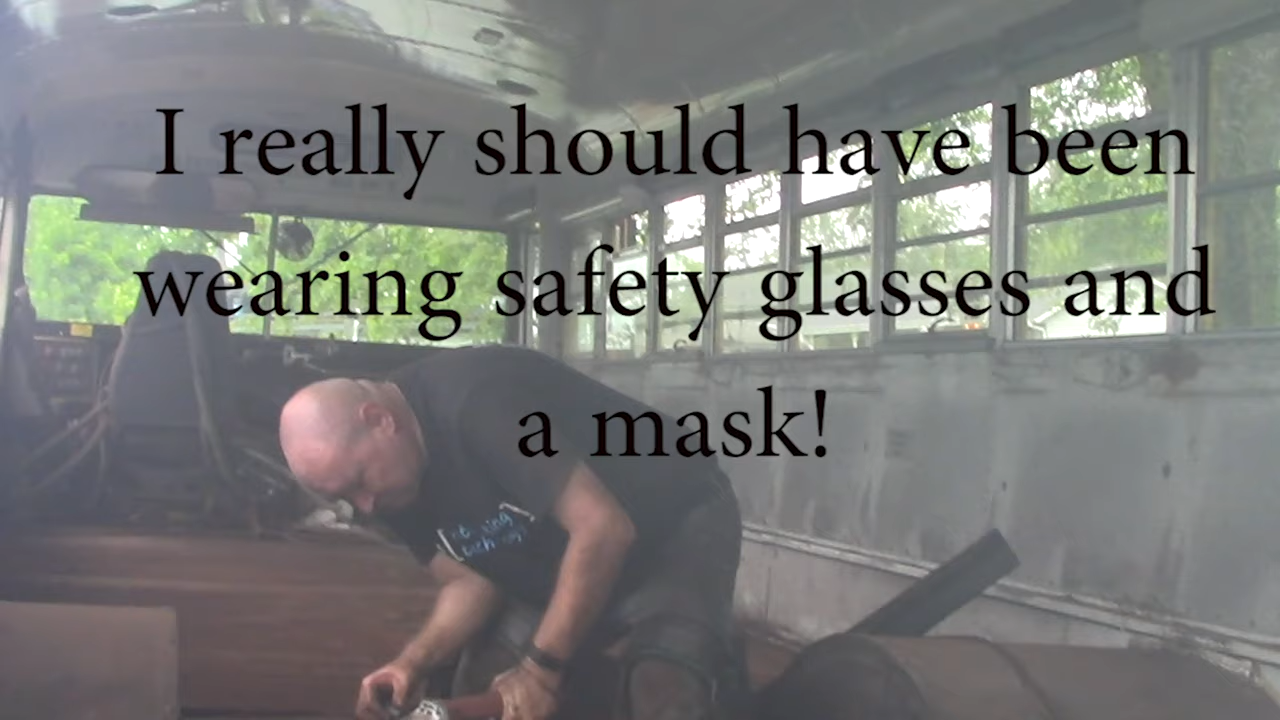 I really should have been
wearing safety glasses and
a mask!